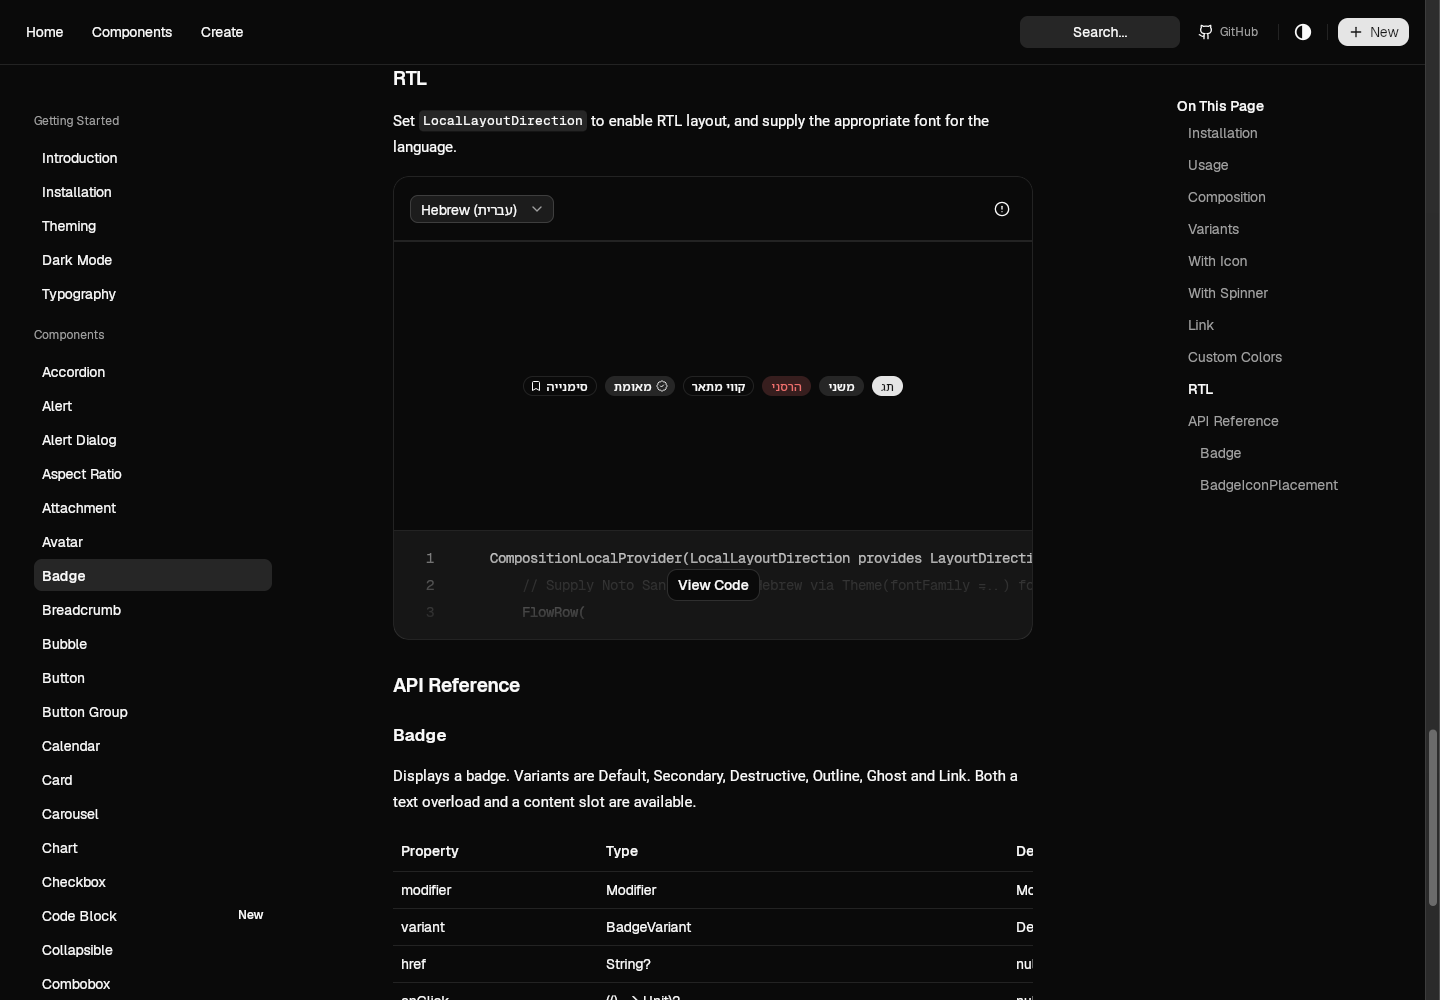 Home
Components
Create
Search...
GitHub
New
Getting Started
Introduction
Installation
Theming
Dark Mode
Typography
Components
Accordion
Alert
Alert Dialog
Aspect Ratio
Attachment
Avatar
Badge
Breadcrumb
Bubble
Button
Button Group
Calendar
Card
Carousel
Chart
Checkbox
Code Block New
Collapsible
Combobox
RTL
Set LocalLayoutDirection to enable RTL layout, and supply the appropriate font for the
language.
Hebrew (עברית)
תג
משני
הרסני
קווי מתאר
מאומת
סימנייה
1 CompositionLocalProvider(LocalLayoutDirection provides LayoutDirecti
2 // Supply Noto San Hebrew via Theme(fontFamily = ..) fo
3 FlowRow(
View Code
API Reference
Badge
Displays a badge. Variants are Default, Secondary, Destructive, Outline, Ghost and Link. Both a
text overload and a content slot are available.
Property Type De
modifier Modifier Mo
variant BadgeVariant De
href String? nul
On This Page
Installation
Usage
Composition
Variants
With Icon
With Spinner
Link
Custom Colors
RTL
API Reference
Badge
BadgeIconPlacement